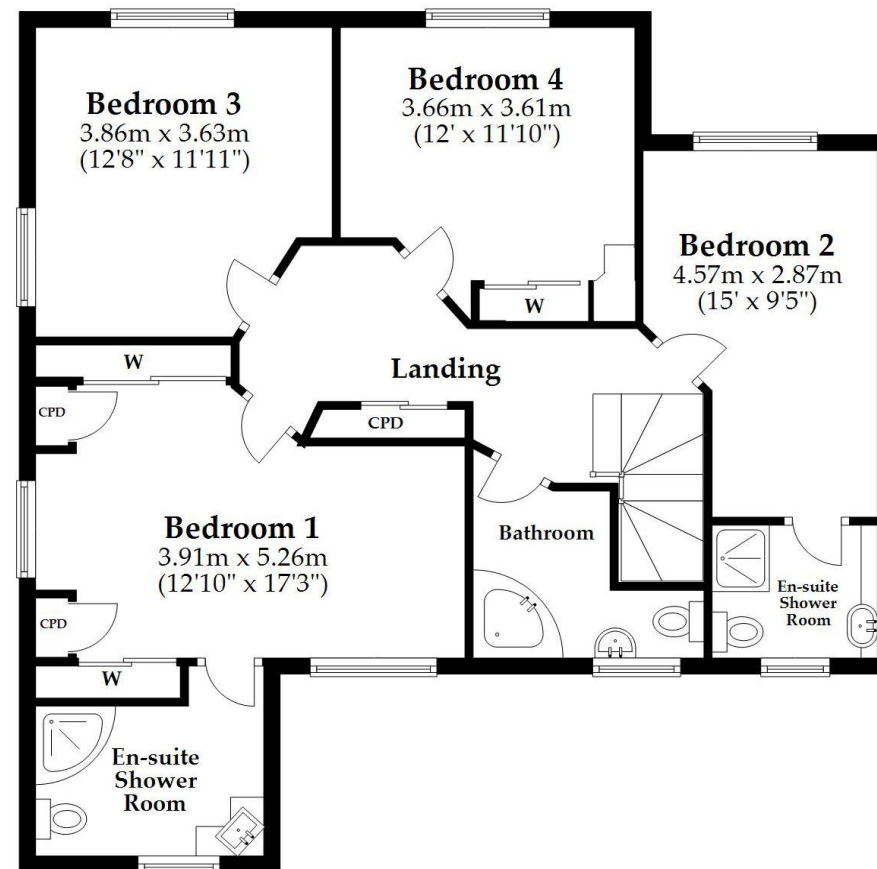 Bedroom 3
3.86m x 3.63m
(12'8" x 11'11")
Bedroom 4
3.66m x 3.61m
(12' x 11'10")
Bedroom 2
4.57m x 2.87m
(15' x 9'5")
W
W
Landing
CPD
CPD
Bedroom 1
3.91m x 5.26m
(12'10" x 17'3")
Bathroom
En-suite
Shower
Room
CPD
W
En-suite
Shower
Room